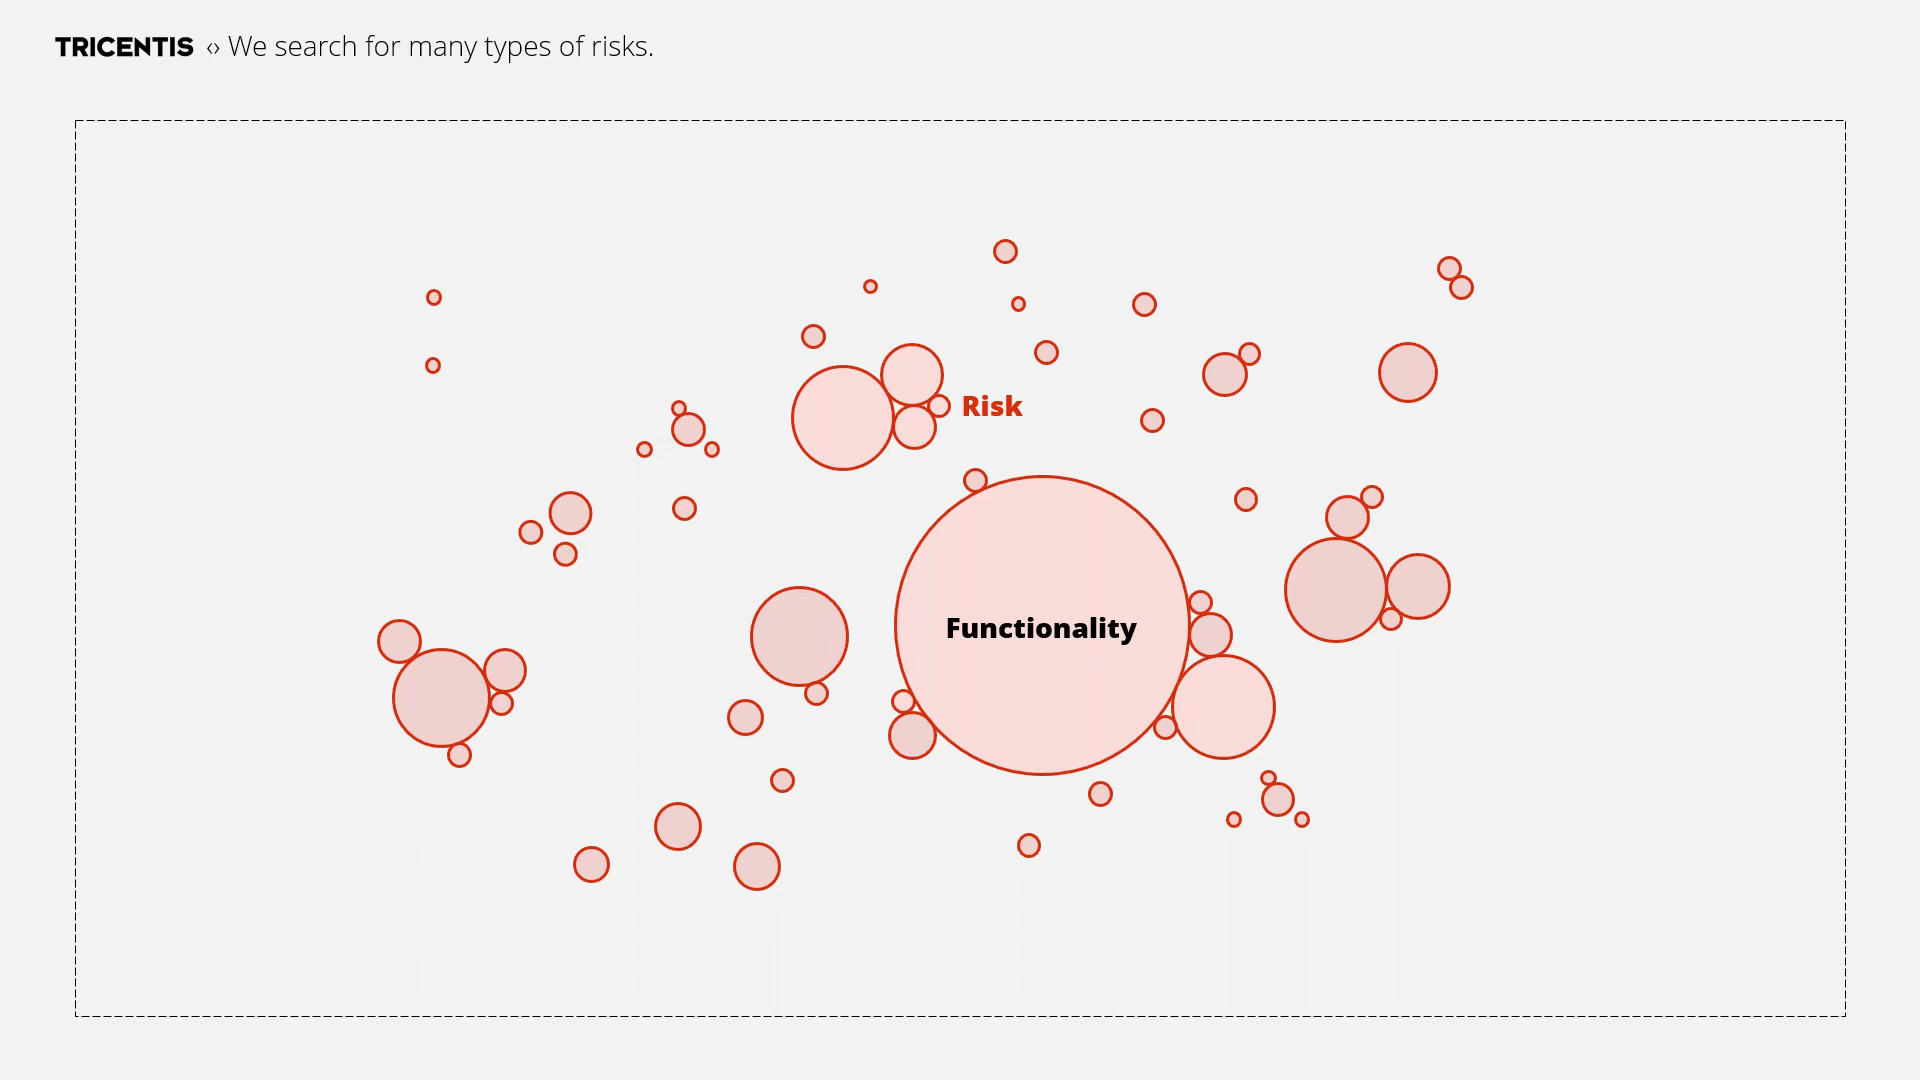 TRICENTIS ‹› We search for many types of risks.
Risk
Functionality